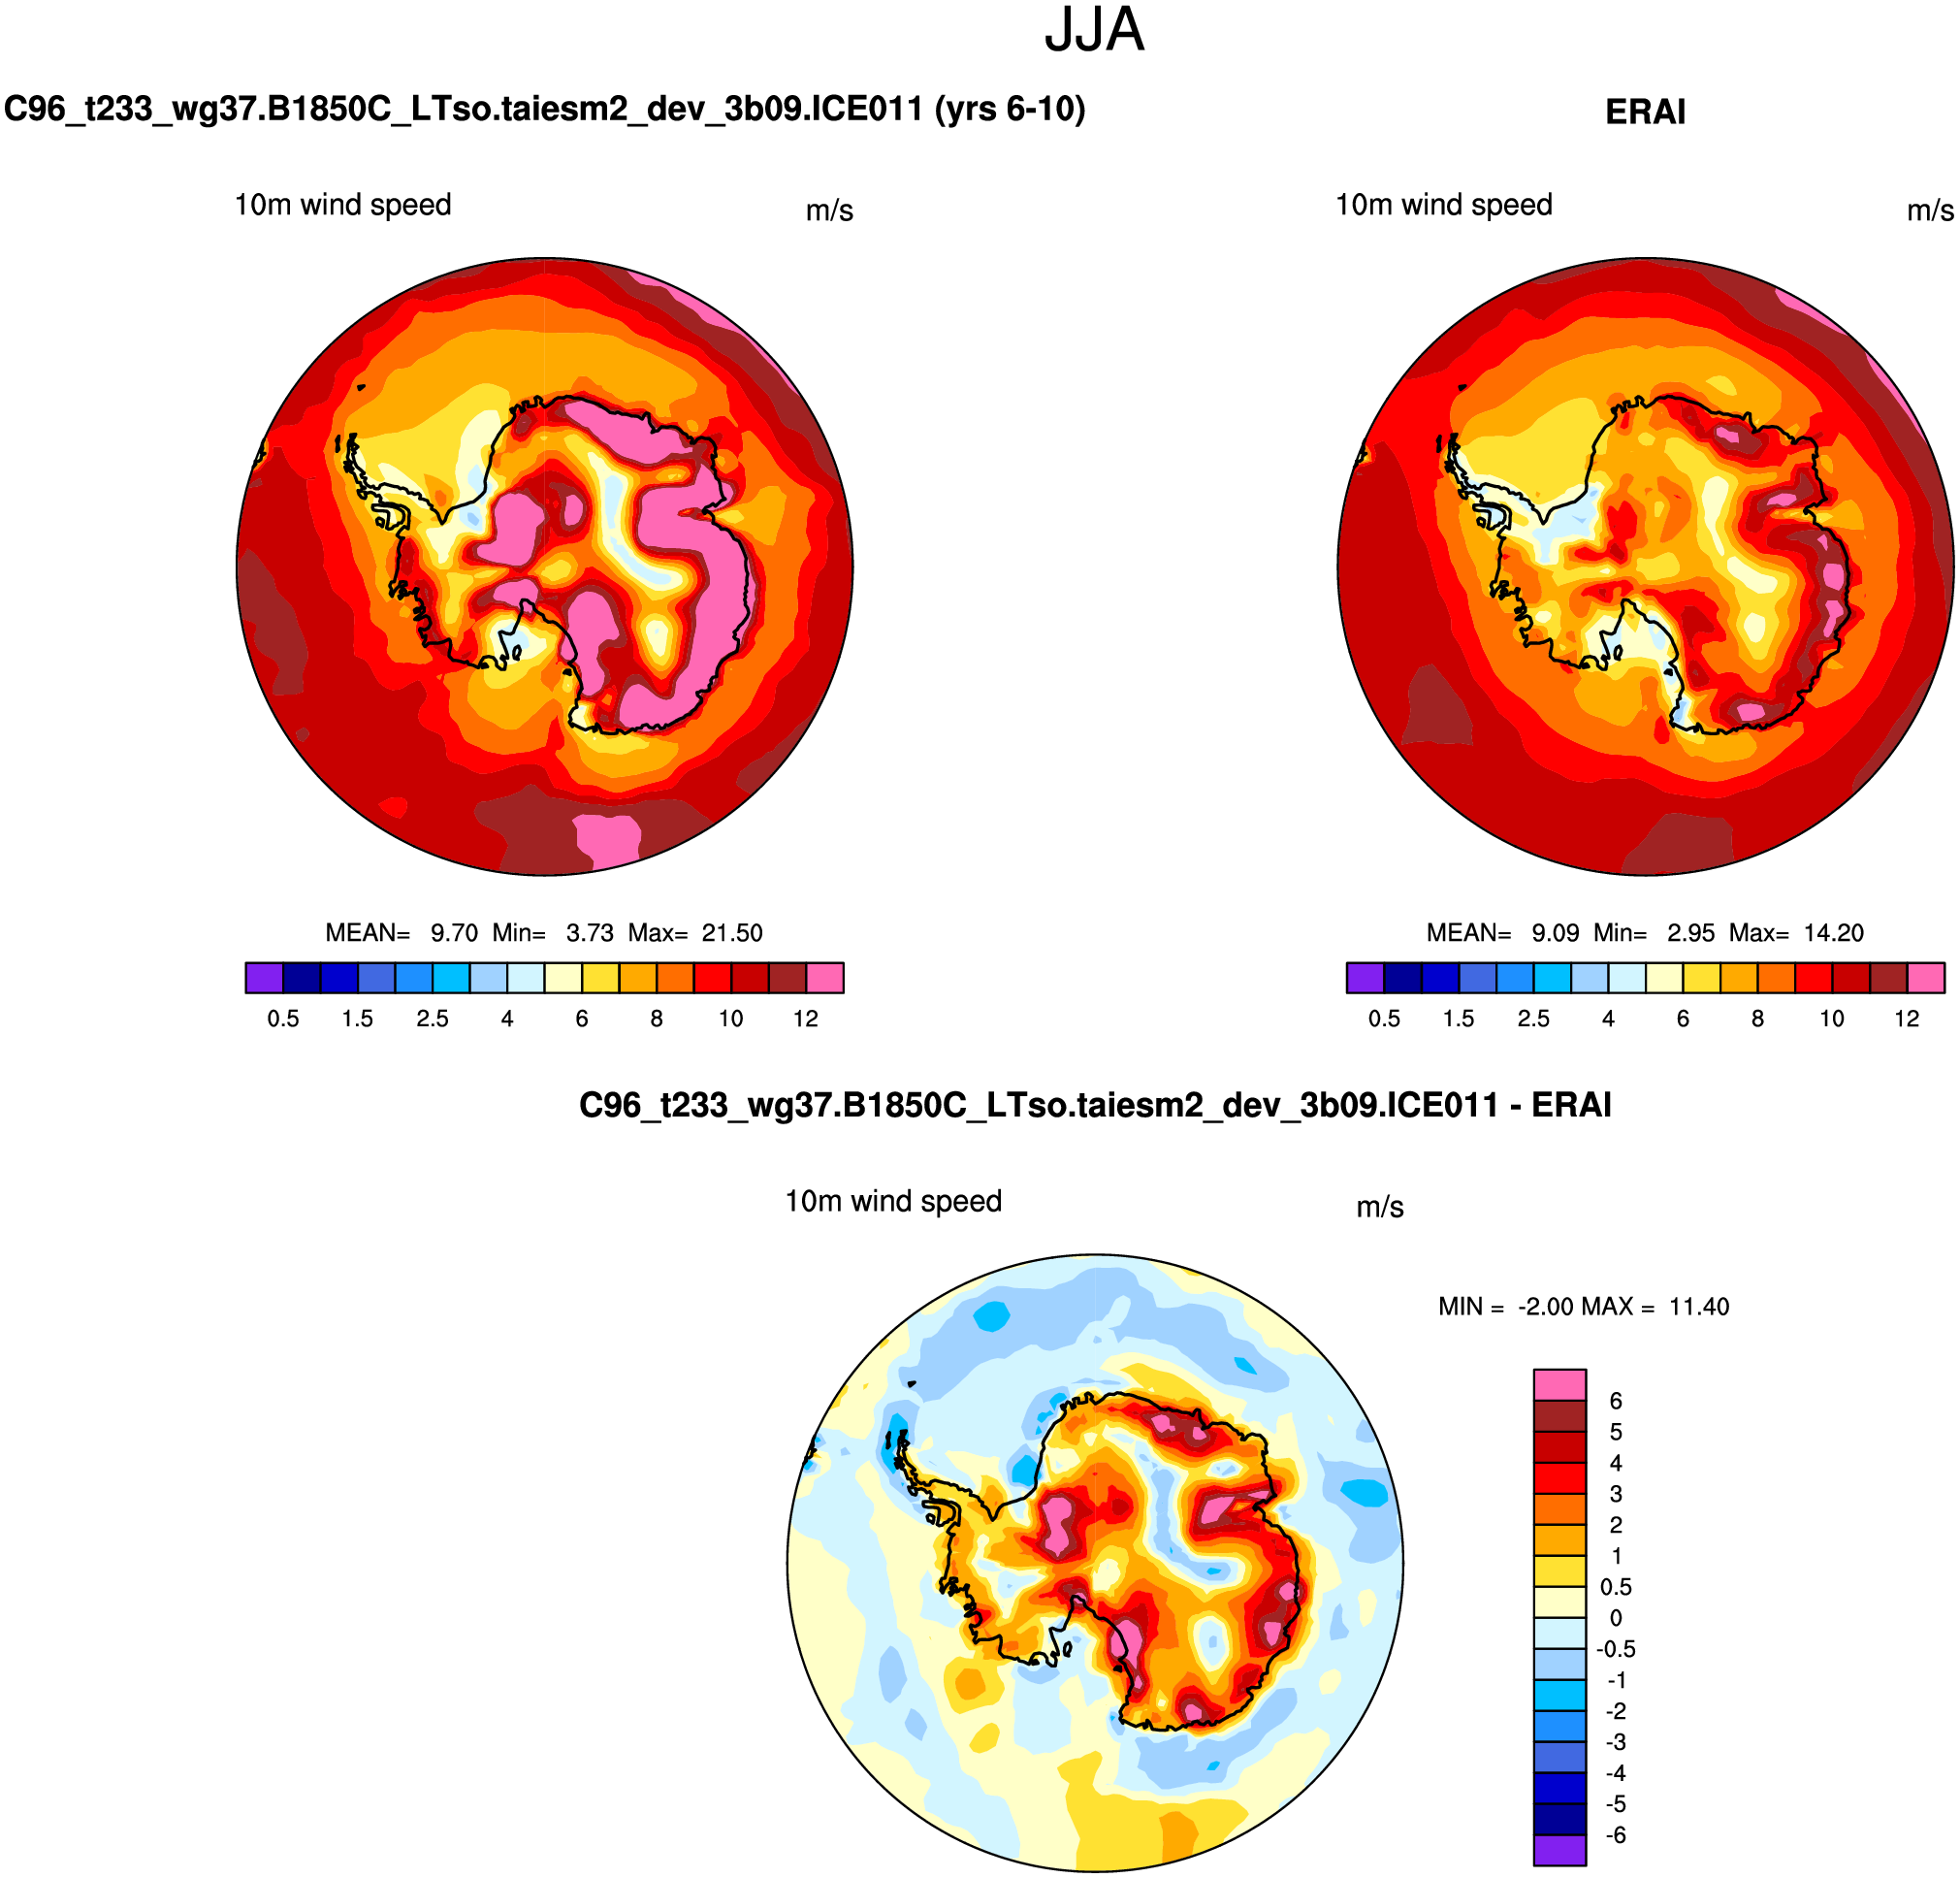 JJA
C96_t233_wg37.B1850C_LTso.taiesm2_dev_3b09.ICE011 (yrs 6-10)
ERAI
10m wind speed m/s
10m wind speed m/s
MEAN= 9.70 Min= 3.73 Max= 21.50
MEAN= 9.09 Min= 2.95 Max= 14.20
0.5 1.5 2.5 4 6 8 10 12
0.5 1.5 2.5 4 6 8 10 12
C96_t233_wg37.B1850C_LTso.taiesm2_dev_3b09.ICE011 - ERAI
10m wind speed m/s
MIN = -2.00 MAX = 11.40
6
5
4
3
2
1
0.5
0
-0.5
-1
-2
-3
-4
-5
-6